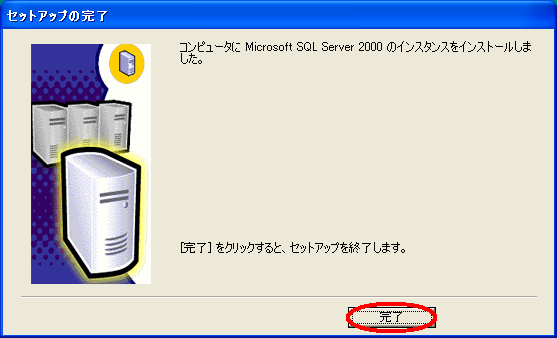 セットアップの完了
コンピュータに Microsoft SQL Server 2000 のインスタンスをインストールしま
した。
[完了] をクリックすると、セットアップを終了します。
完了